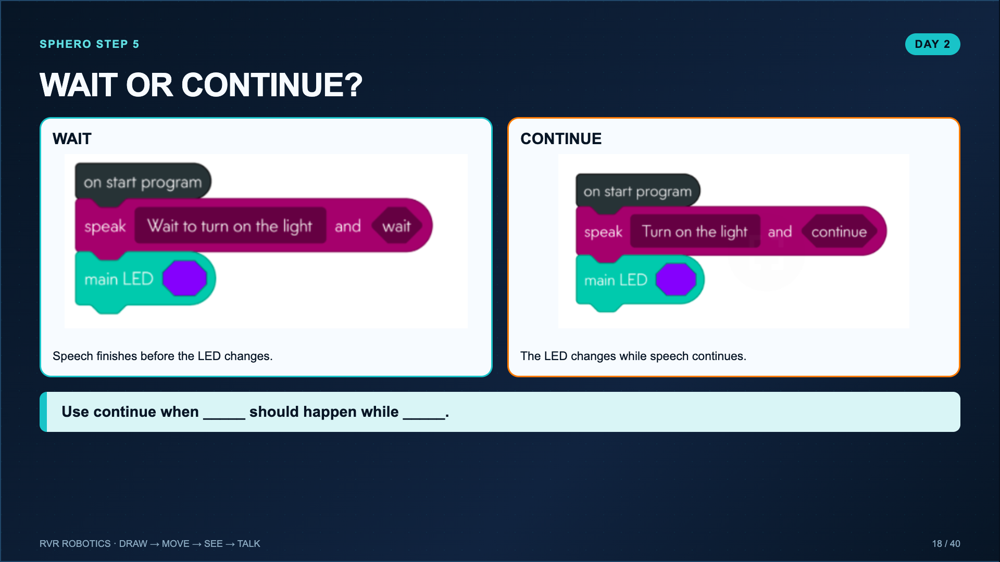 SPHERO STEP 5
DAY 2
WAIT OR CONTINUE?
WAIT
on start program
speak Wait to turn on the light and wait
main LED
Speech finishes before the LED changes.
CONTINUE
on start program
speak Turn on the light and continue
main LED
The LED changes while speech continues.
Use continue when _____ should happen while _____.
RVR ROBOTICS · DRAW → MOVE → SEE → TALK
18 / 40